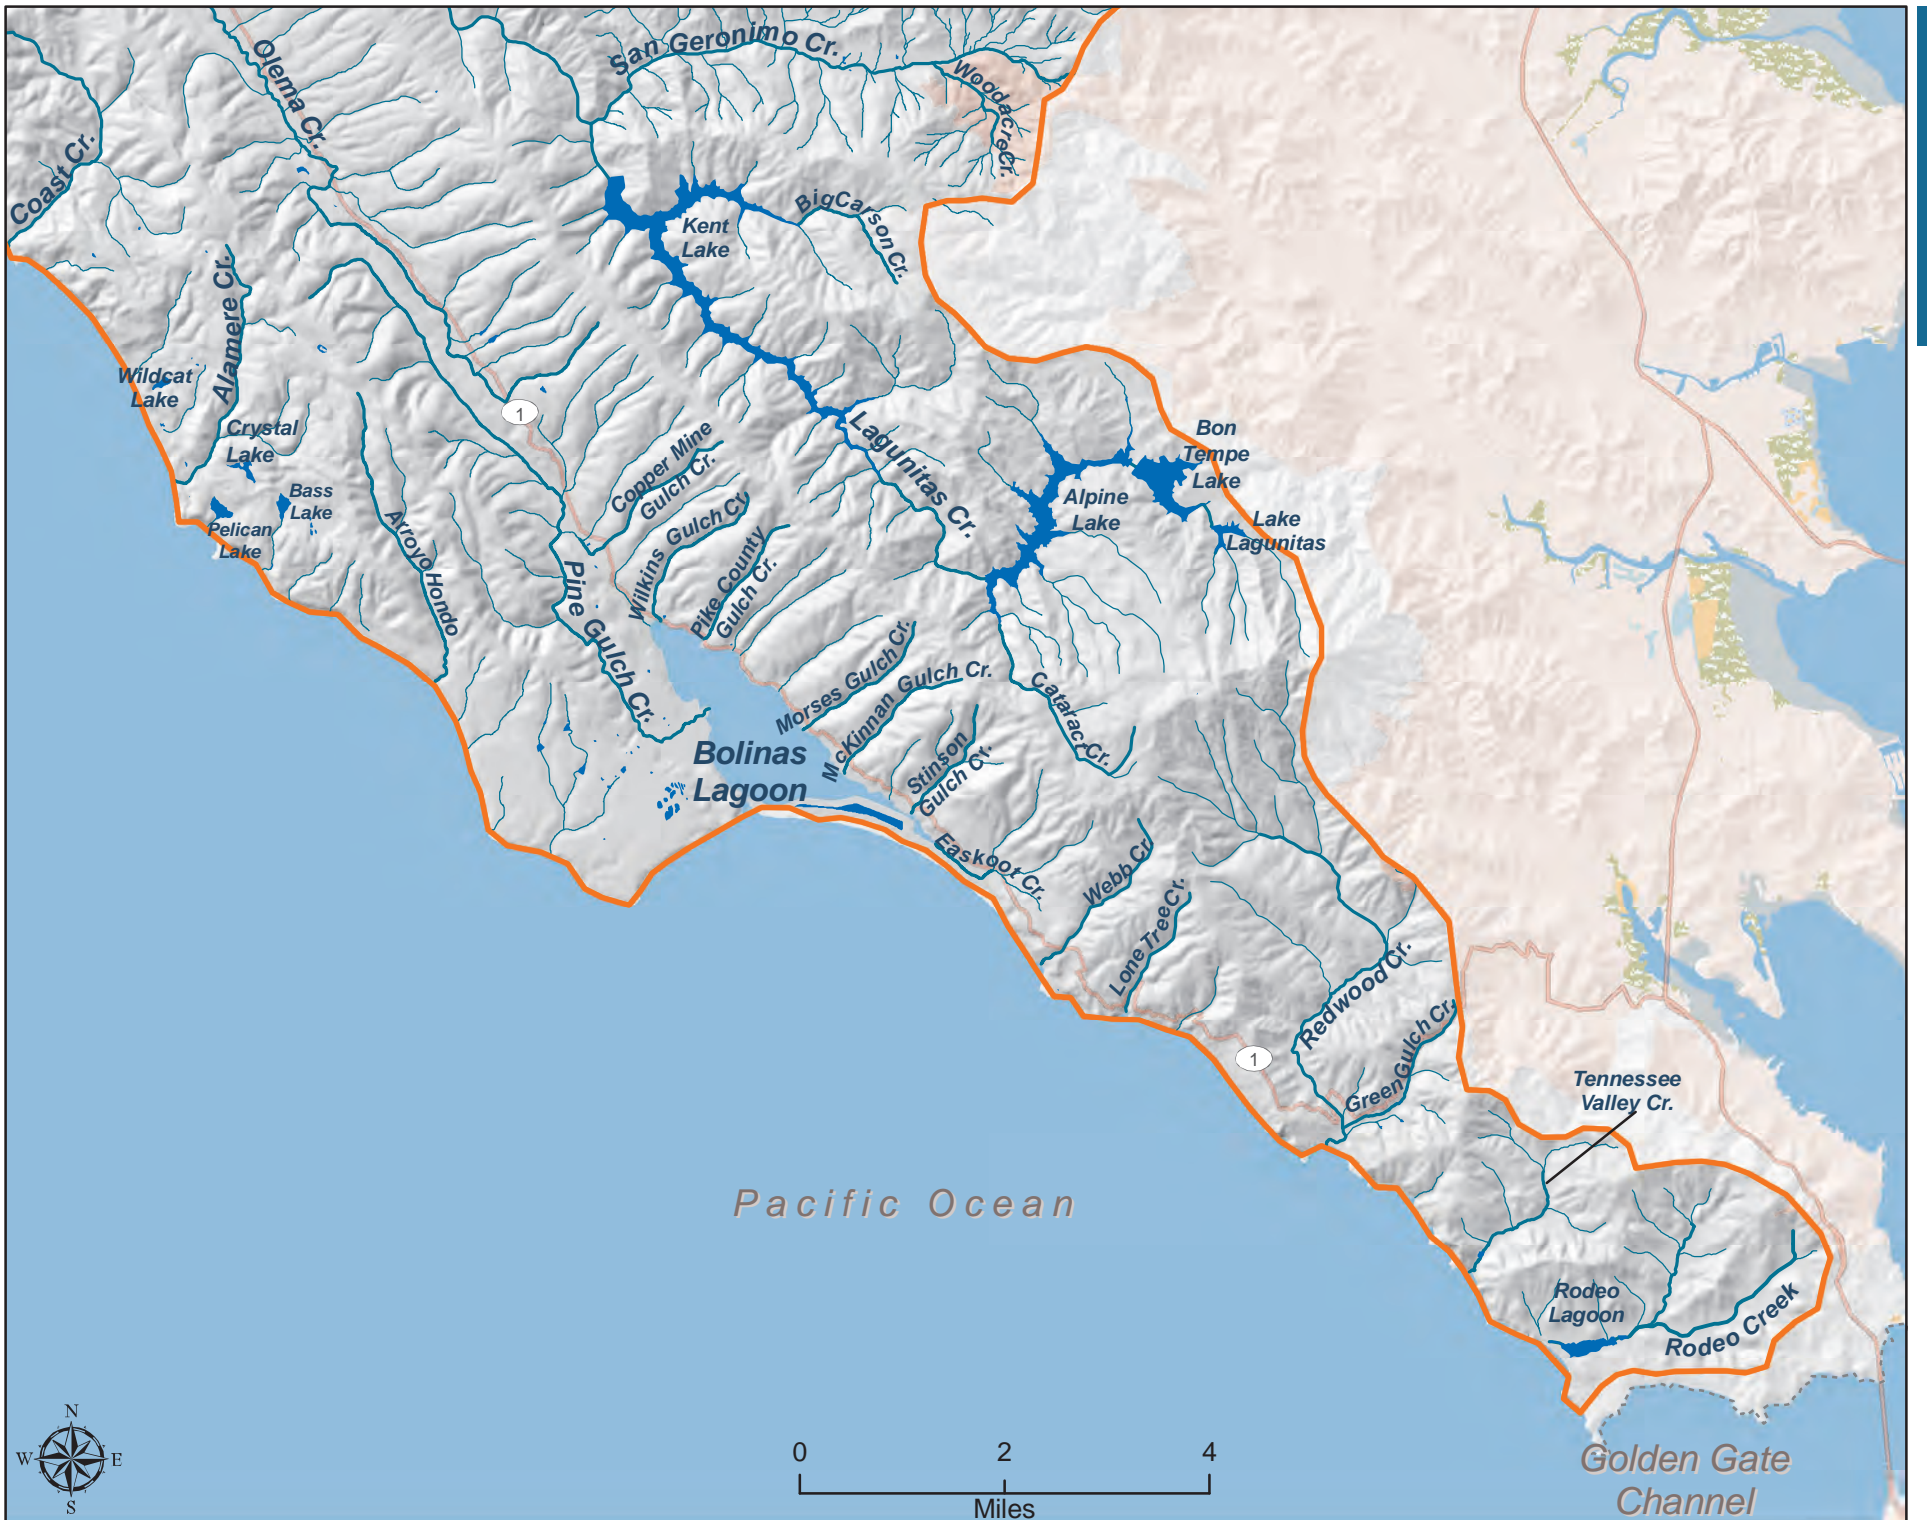 San Geronimo Cr.
Olema Cr.
Woodacre Cr.
Coast Cr.
Big Carson Cr.
Kent
Lake
Alamere Cr.
Wildcat
Lake
1
Crystal
Lake
Copper Mine
Gulch Cr.
Lagunitas Cr.
Bon
Tempe
Lake
Bass
Lake
Alpine
Lake
Pelican
Lake
Arroyo Hondo
Wilkins Gulch Cr.
Pike County
Gulch Cr.
Lake
Lagunitas
Pine Gulch Cr.
Morses Gulch Cr.
McKinnan Gulch Cr.
Cataract Cr.
Bolinas
Lagoon
Stinson
Gulch Cr.
Easkoot Cr.
Webb Cr.
Lone Tree Cr.
Redwood Cr.
1
Green Gulch Cr.
Tennessee
Valley Cr.
Pacific Ocean
Rodeo
Lagoon
Rodeo Creek
N
W E
S
0 2 4
Miles
Golden Gate
Channel